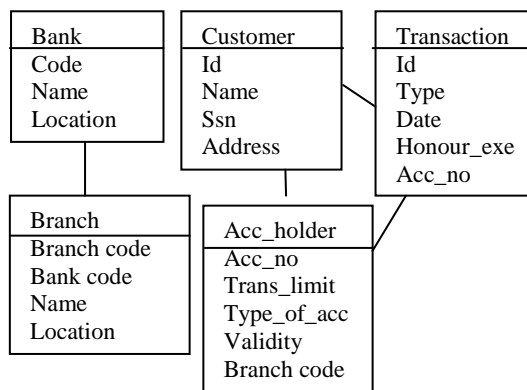 Bank
Code
Name
Location
Customer
Id
Name
Ssn
Address
Transaction
Id
Type
Date
Honour_exe
Acc_no
Branch
Branch code
Bank code
Name
Location
Acc_holder
Acc_no
Trans_limit
Type_of_acc
Validity
Branch code